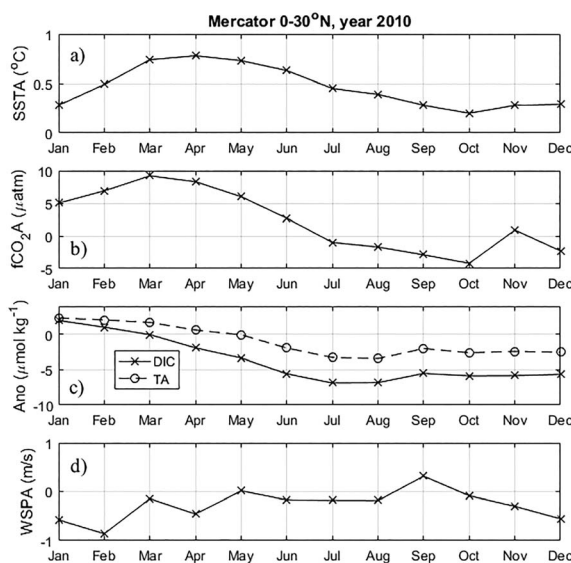 Mercator 0-30°N, year 2010
a)
SSTA (°C)
1
0.5
0
Jan Feb Mar Apr May Jun Jul Aug Sep Oct Nov Dec
b)
fCO₂A (μatm)
10
5
0
-5
Jan Feb Mar Apr May Jun Jul Aug Sep Oct Nov Dec
c)
Ano (μmol kg⁻¹)
0
-5
-10
DIC
TA
Jan Feb Mar Apr May Jun Jul Aug Sep Oct Nov Dec
d)
WSPA (m/s)
1
0
-1
Jan Feb Mar Apr May Jun Jul Aug Sep Oct Nov Dec